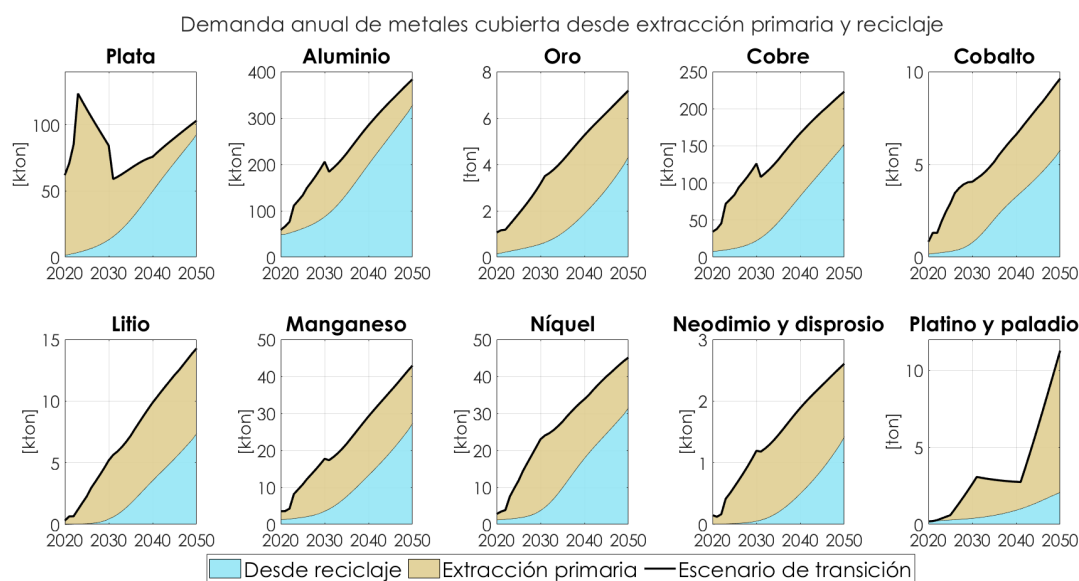 Demanda anual de metales cubierta desde extracción primaria y reciclaje
Plata
[kton]
100
50
0
2020 2030 2040 2050
Aluminio
[kton]
400
300
200
100
0
2020 2030 2040 2050
Oro
[ton]
8
6
4
2
0
2020 2030 2040 2050
Cobre
[kton]
250
200
150
100
50
0
2020 2030 2040 2050
Cobalto
[kton]
10
5
0
2020 2030 2040 2050
Litio
[kton]
15
10
5
0
2020 2030 2040 2050
Manganeso
[kton]
50
40
30
20
10
0
2020 2030 2040 2050
Níquel
[kton]
50
40
30
20
10
0
2020 2030 2040 2050
Neodimio y disprosio
[kton]
3
2
1
0
2020 2030 2040 2050
Platino y paladio
[ton]
10
5
0
2020 2030 2040 2050
Desde reciclaje Extracción primaria Escenario de transición